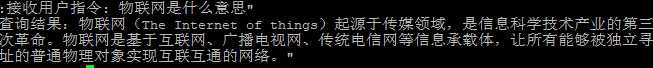 :接收用户指令：物联网是什么意思"
查询结果：物联网（The Internet of things）起源于传媒领域，是信息科学技术产业的第三
次革命。物联网是基于互联网、广播电视网、传统电信网等信息承载体，让所有能够被独立寻
址的普通物理对象实现互联互通的网络。"